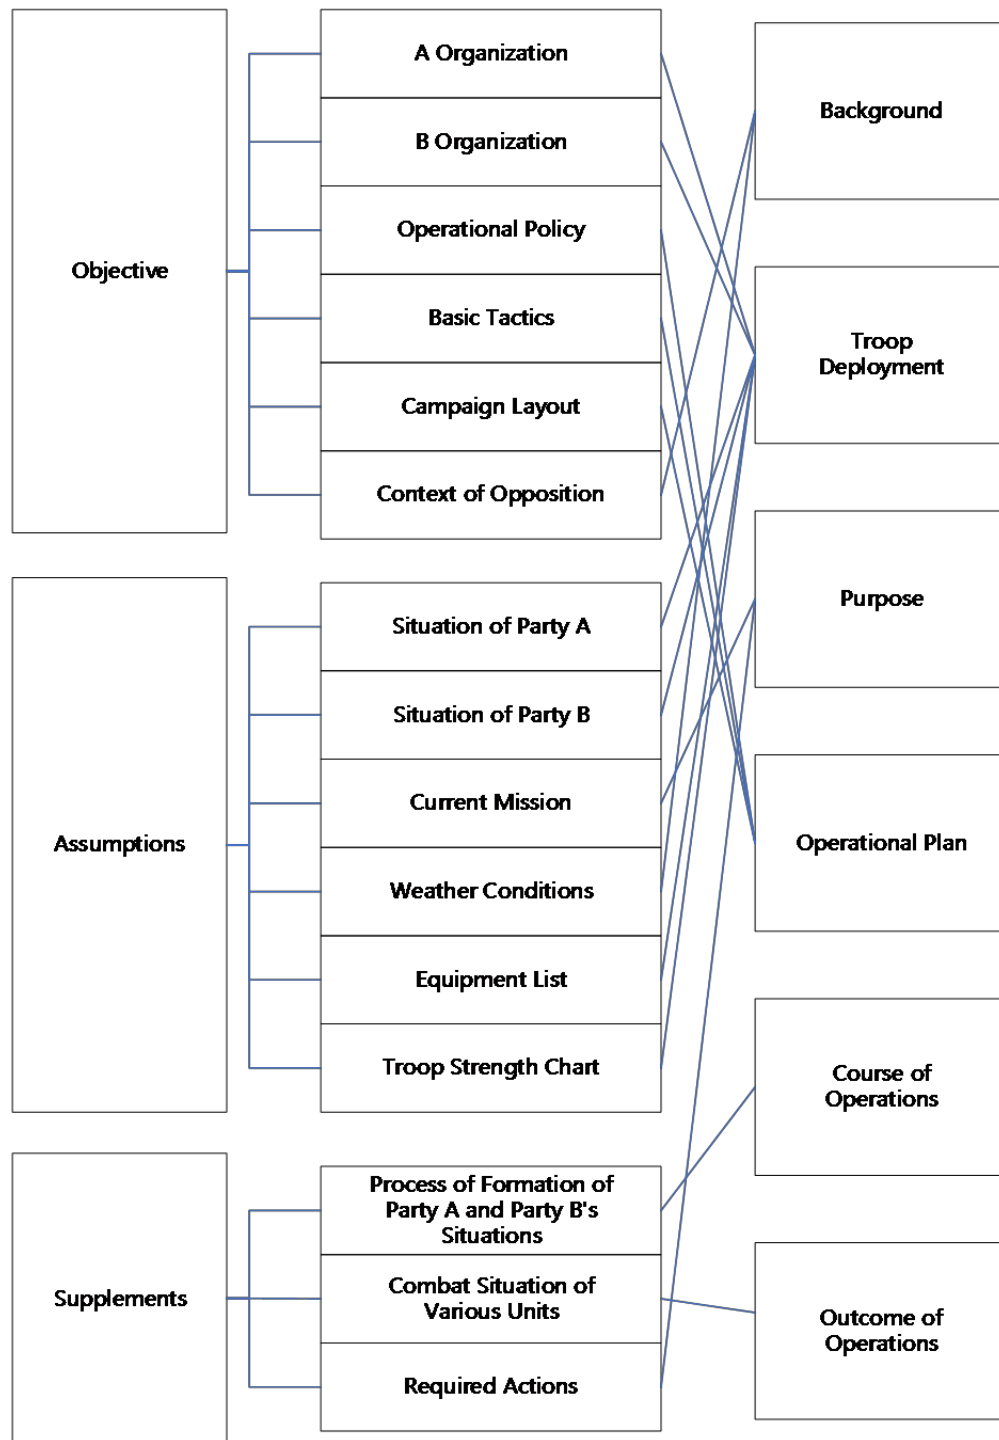 Objective
A Organization
B Organization
Operational Policy
Basic Tactics
Campaign Layout
Context of Opposition
Assumptions
Situation of Party A
Situation of Party B
Current Mission
Weather Conditions
Equipment List
Troop Strength Chart
Supplements
Process of Formation of
Party A and Party B's
Situations
Combat Situation of
Various Units
Required Actions
Background
Troop
Deployment
Purpose
Operational Plan
Course of
Operations
Outcome of
Operations